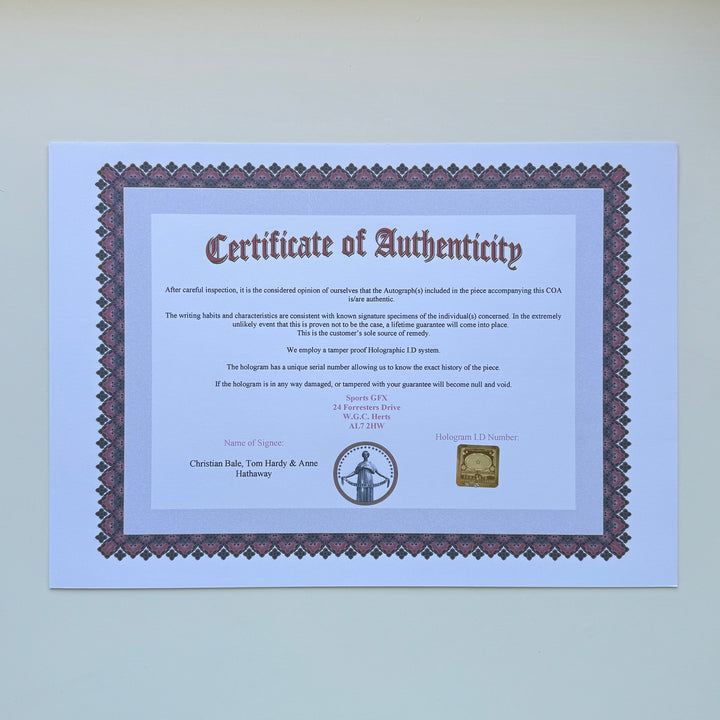 Certificate of Authenticity
After careful inspection, it is the considered opinion of ourselves that the Autograph(s) included in the piece accompanying this COA
is/are authentic.
The writing habits and characteristics are consistent with known signature specimens of the individual(s) concerned. In the extremely
unlikely event that this is proven not to be the case, a lifetime guarantee will come into place.
This is the customer's sole source of remedy.
We employ a tamper proof Holographic I.D system.
The hologram has a unique serial number allowing us to know the exact history of the piece.
If the hologram is in any way damaged, or tampered with your guarantee will become null and void.
Sports GFX
24 Forresters Drive
W.G.C. Herts
AL7 2HW
Name of Signee:
Hologram I.D Number:
Christian Bale, Tom Hardy & Anne
Hathaway